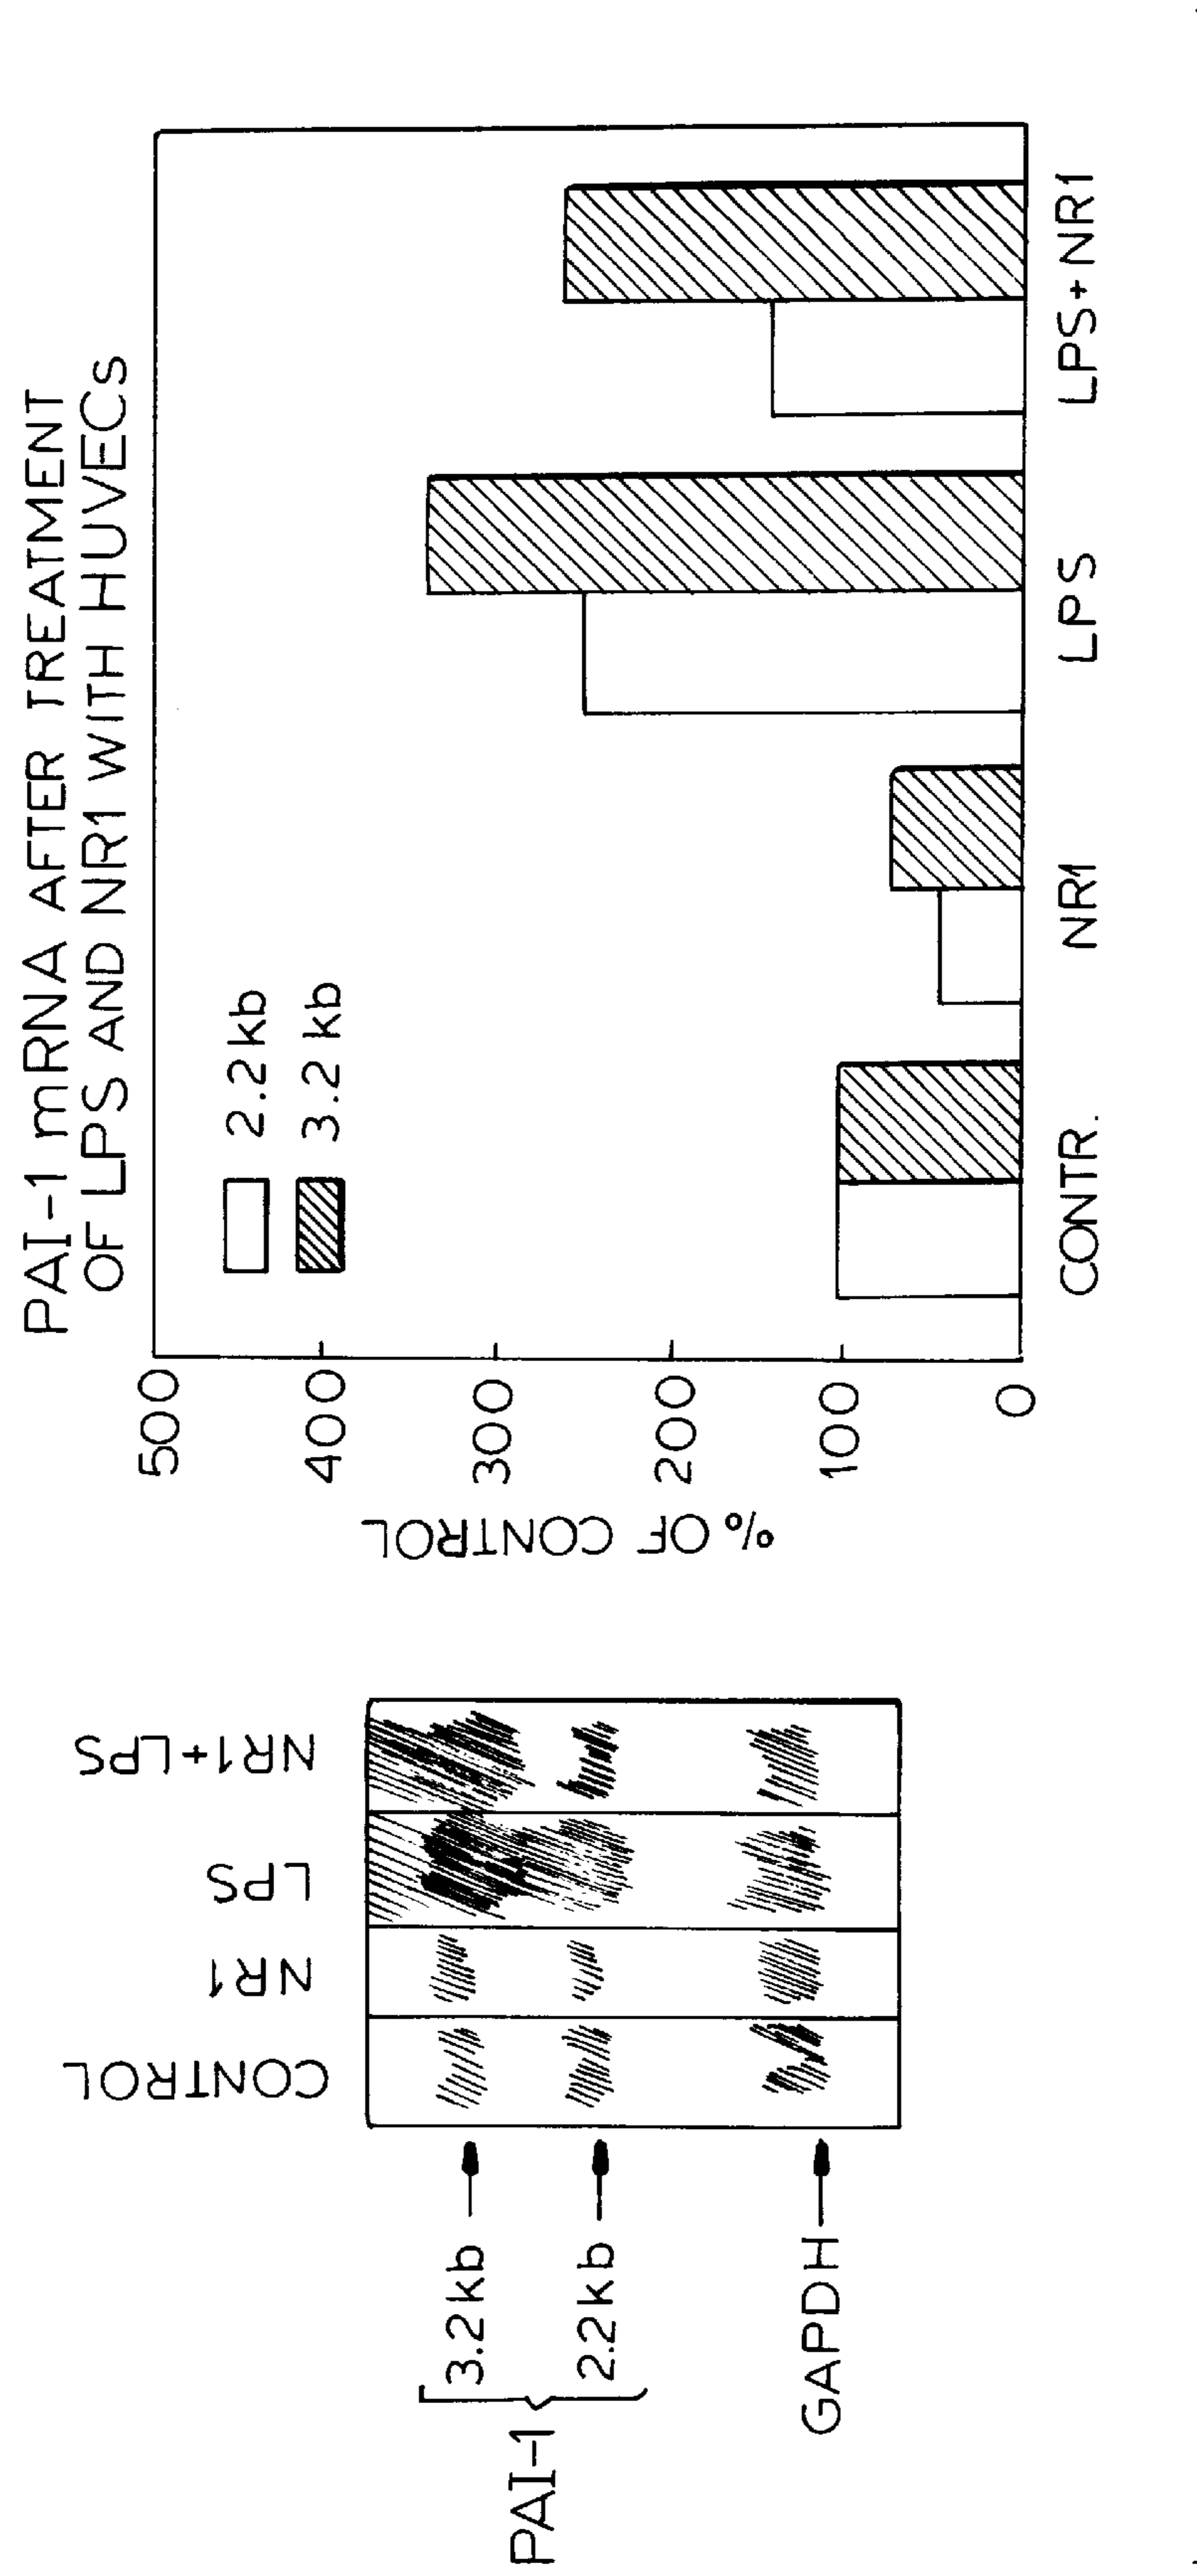 PAI-1 mRNA AFTER TREATMENT
OF LPS AND NR1 WITH HUVECs
CONTROL
NR1
LPS
NR1+LPS
PAI-1
3.2kb
2.2kb
GAPDH
% OF CONTROL
500
400
300
200
100
0
2.2 kb
3.2 kb
CONTR.
NR1
LPS
LPS+NR1